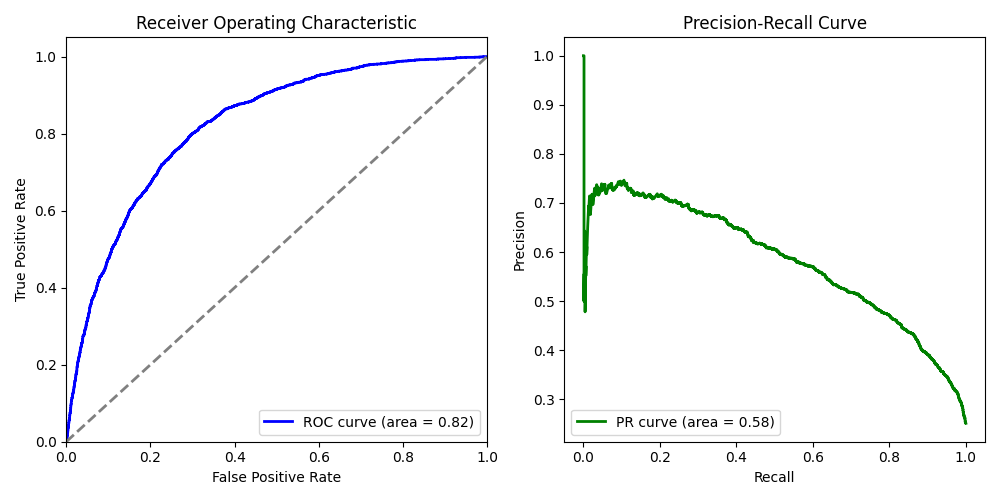 Receiver Operating Characteristic
1.0
0.8
0.6
0.4
0.2
0.0
True Positive Rate
0.0 0.2 0.4 0.6 0.8 1.0
False Positive Rate
ROC curve (area = 0.82)
Precision-Recall Curve
1.0
0.9
0.8
0.7
0.6
0.5
0.4
0.3
Precision
0.0 0.2 0.4 0.6 0.8 1.0
Recall
PR curve (area = 0.58)